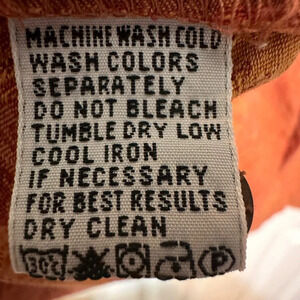 MACHINE WASH COLD
WASH COLORS
SEPARATELY
DO NOT BLEACH
TUMBLE DRY LOW
COOL IRON
IF NECESSARY
FOR BEST RESULTS
DRY CLEAN
30°C P